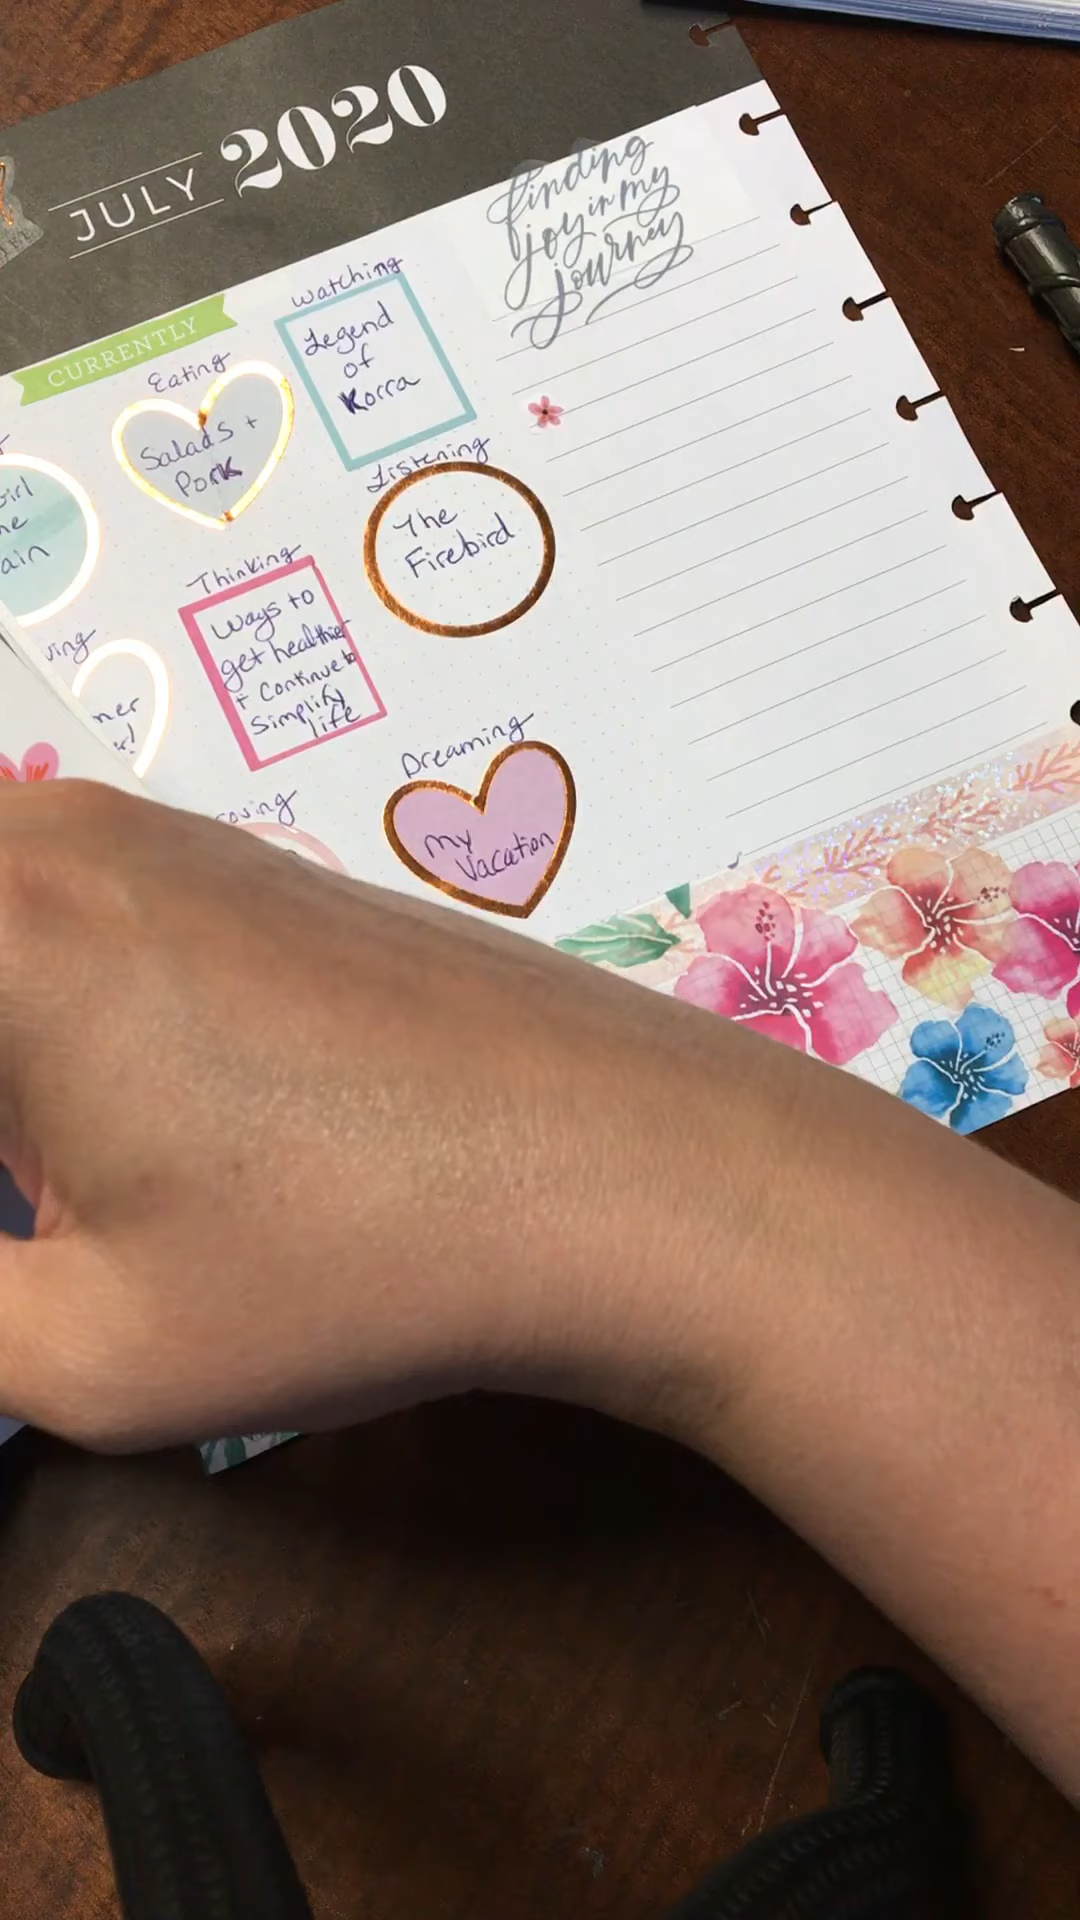 JULY 2020
finding
joy in my
journey
CURRENTLY
Watching
Legend
of
Korra
Eating
Salads +
Pork
Listening
The
Firebird
Thinking
Ways to
get healthier
+ Continue to
Simplify
life
Dreaming
My
Vacation